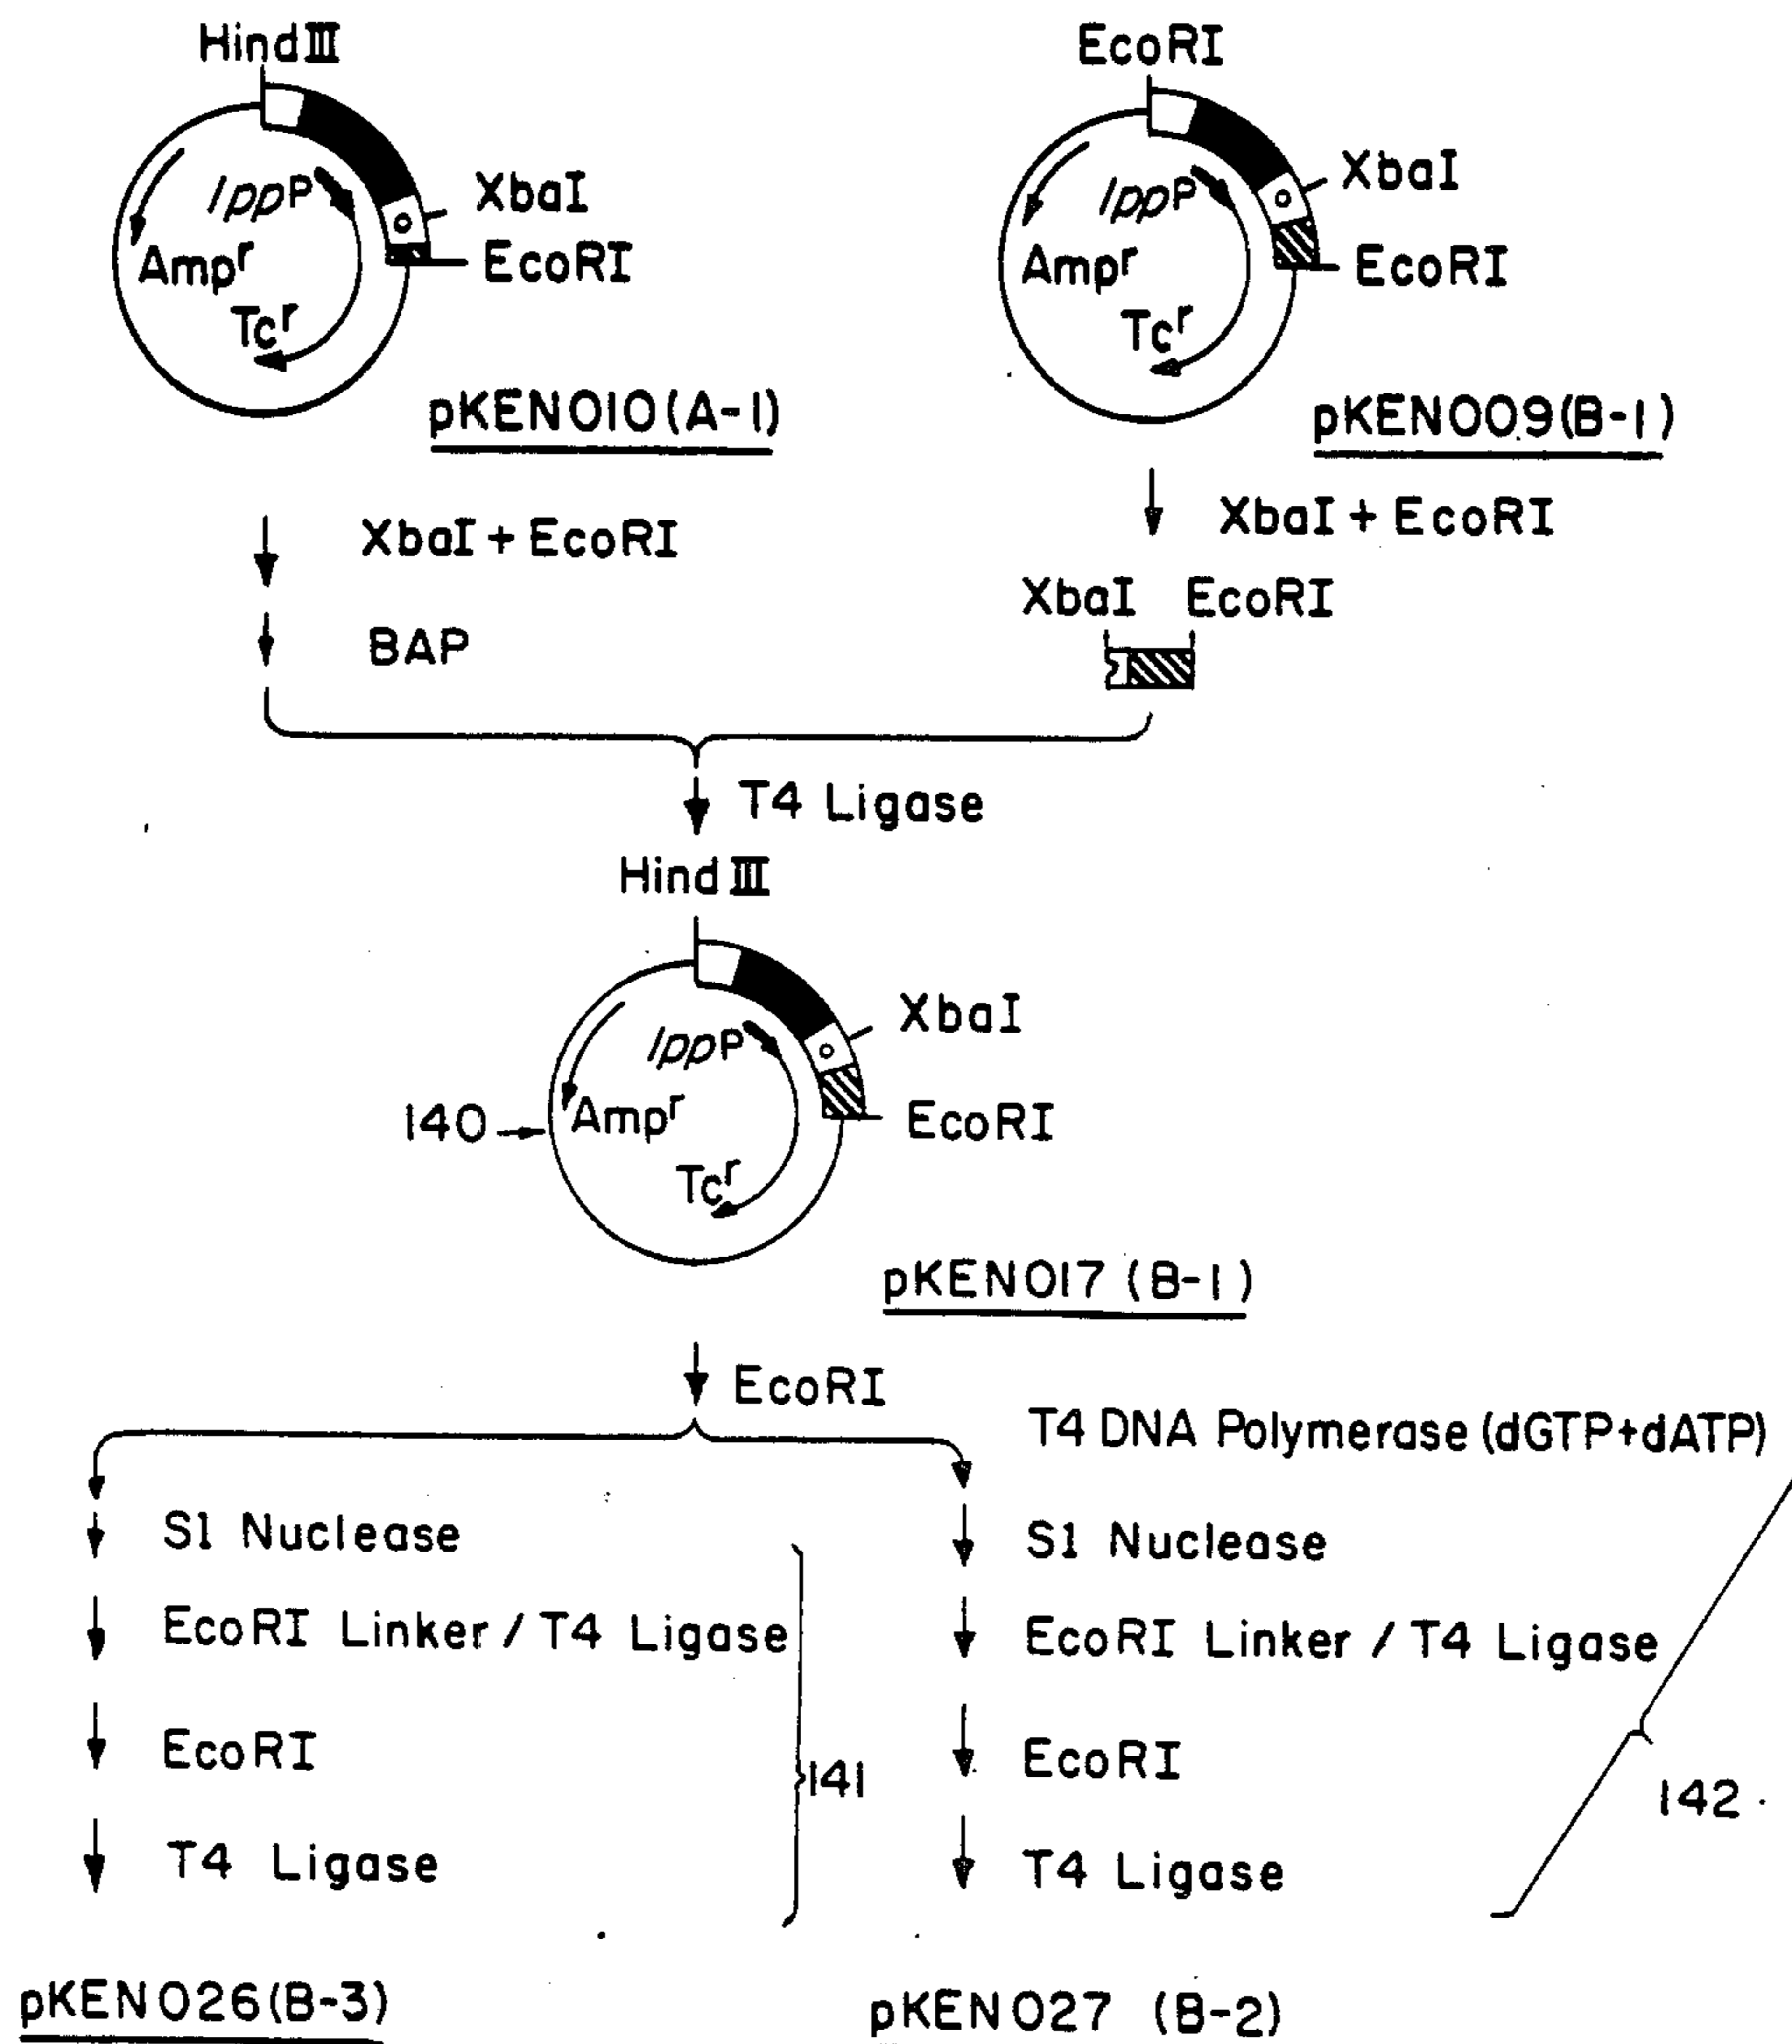 HindIII
XbaI
EcoRI
lppP
Ampr
Tcr
pKEN010(A-1)
EcoRI
XbaI
EcoRI
lppP
Ampr
Tcr
pKEN009(B-1)
XbaI + EcoRI
BAP
XbaI + EcoRI
XbaI EcoRI
T4 Ligase
HindIII
XbaI
EcoRI
lppP
140
Ampr
Tcr
pKEN017 (B-1)
EcoRI
S1 Nuclease
EcoRI Linker / T4 Ligase
EcoRI
T4 Ligase
141
pKEN026(B-3)
T4 DNA Polymerase (dGTP+dATP)
S1 Nuclease
EcoRI Linker / T4 Ligase
EcoRI
T4 Ligase
142
pKEN027 (B-2)